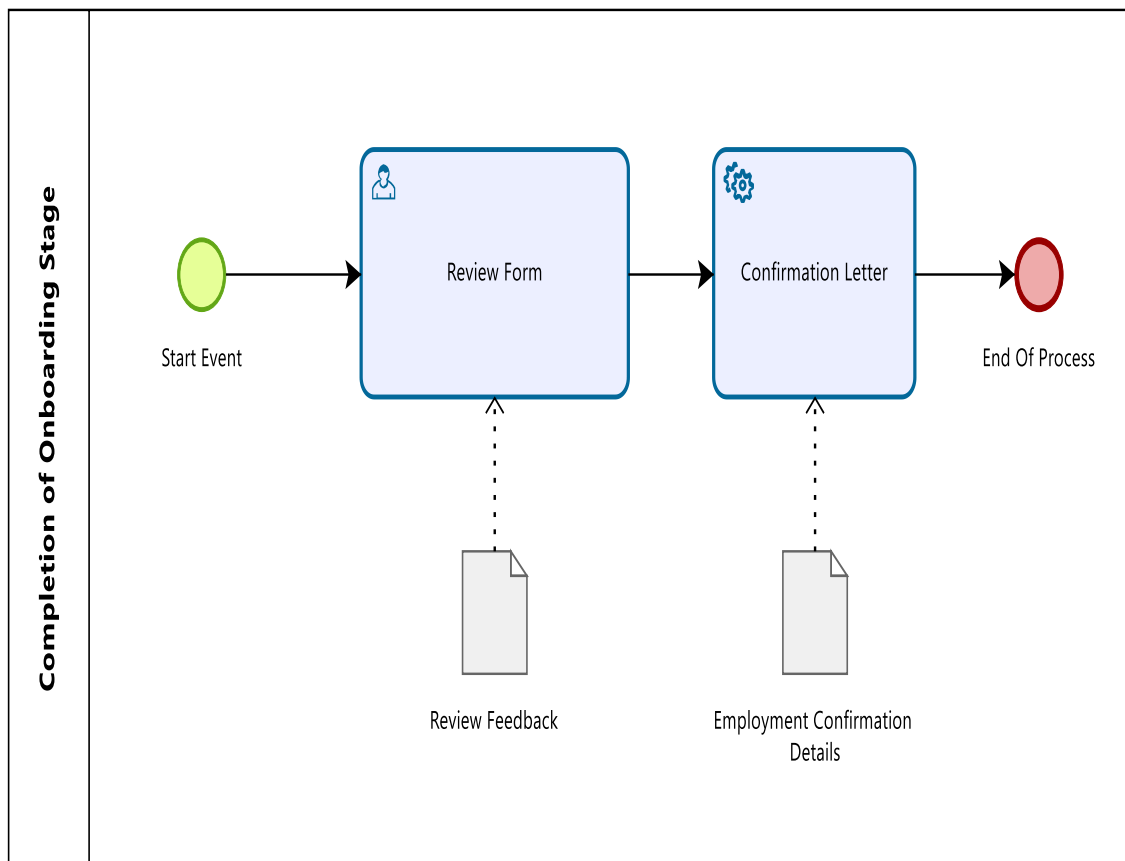 Completion of Onboarding Stage
Review Form
Confirmation Letter
Start Event
End Of Process
Review Feedback
Employment Confirmation
Details